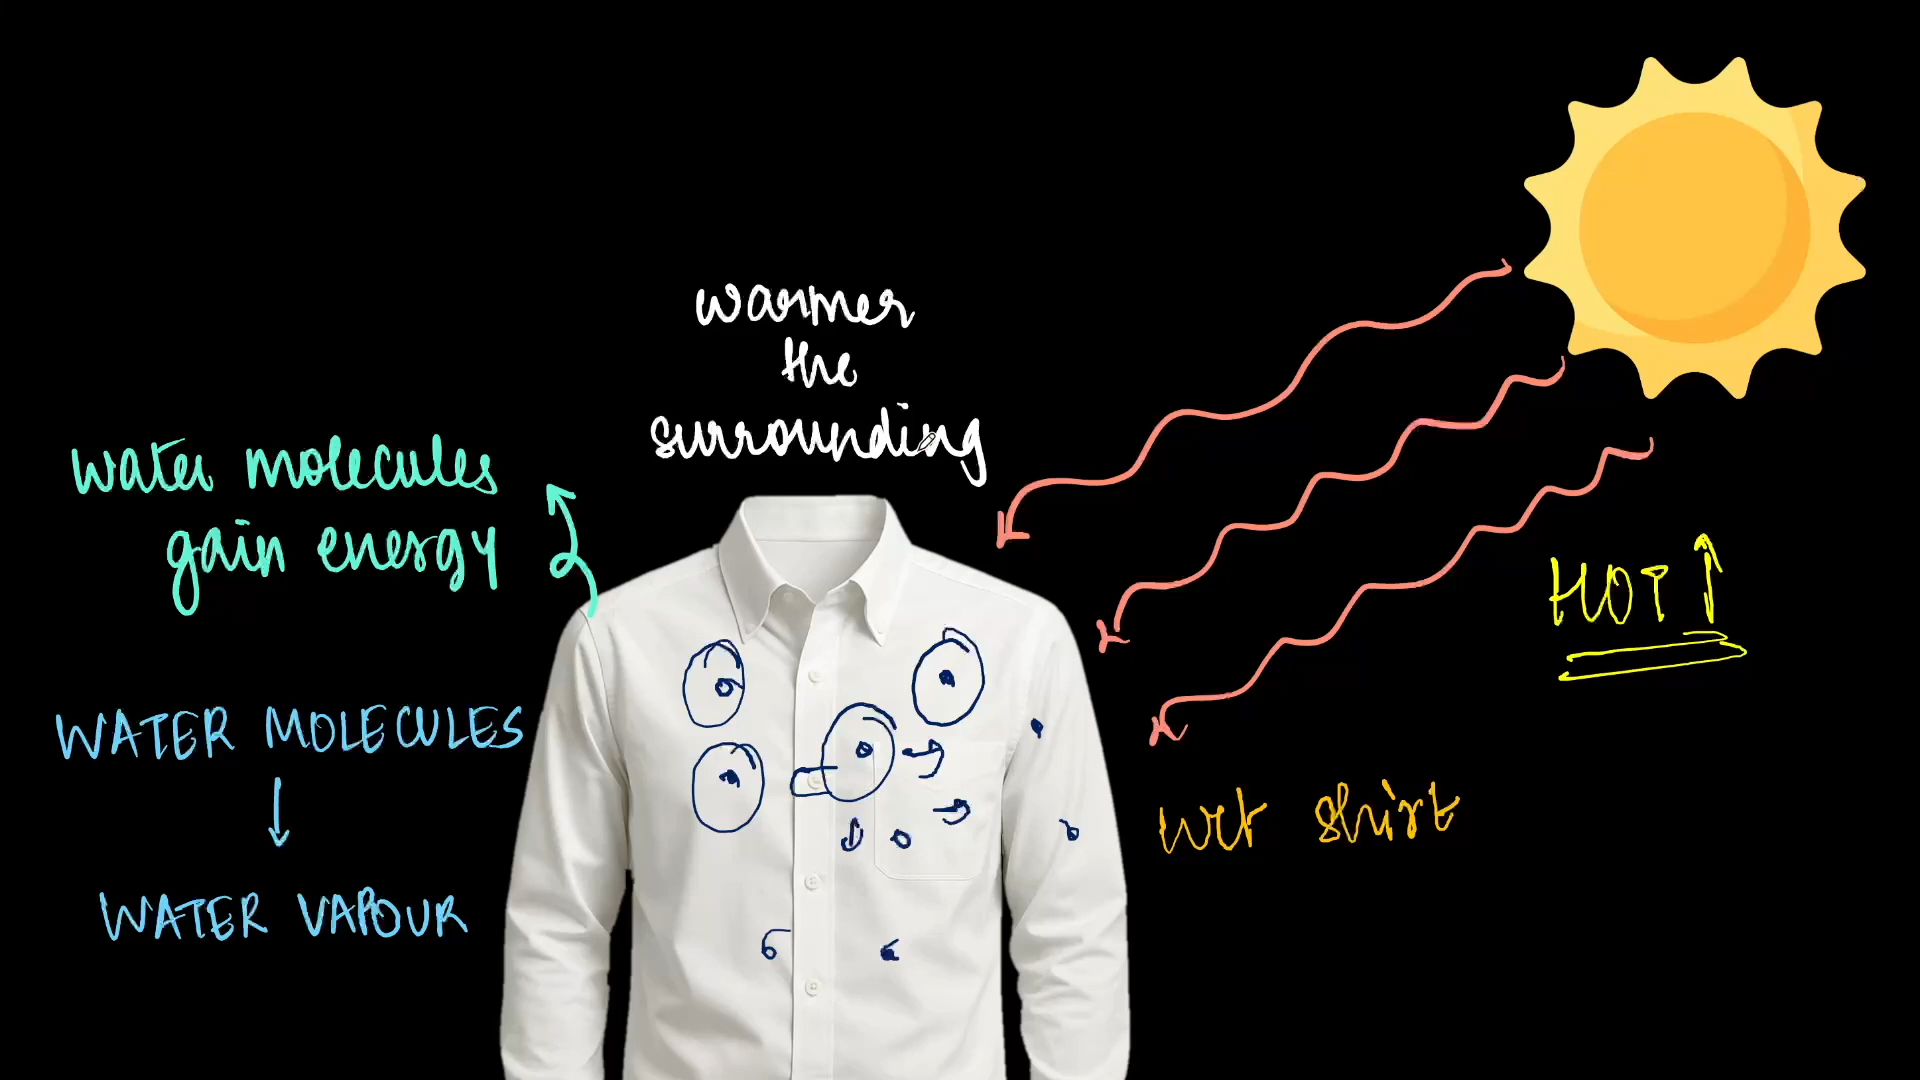 warmer
the
surrounding
water molecules
gain energy
HOT ↑
WATER MOLECULES
↓
WATER VAPOUR
wet shirt